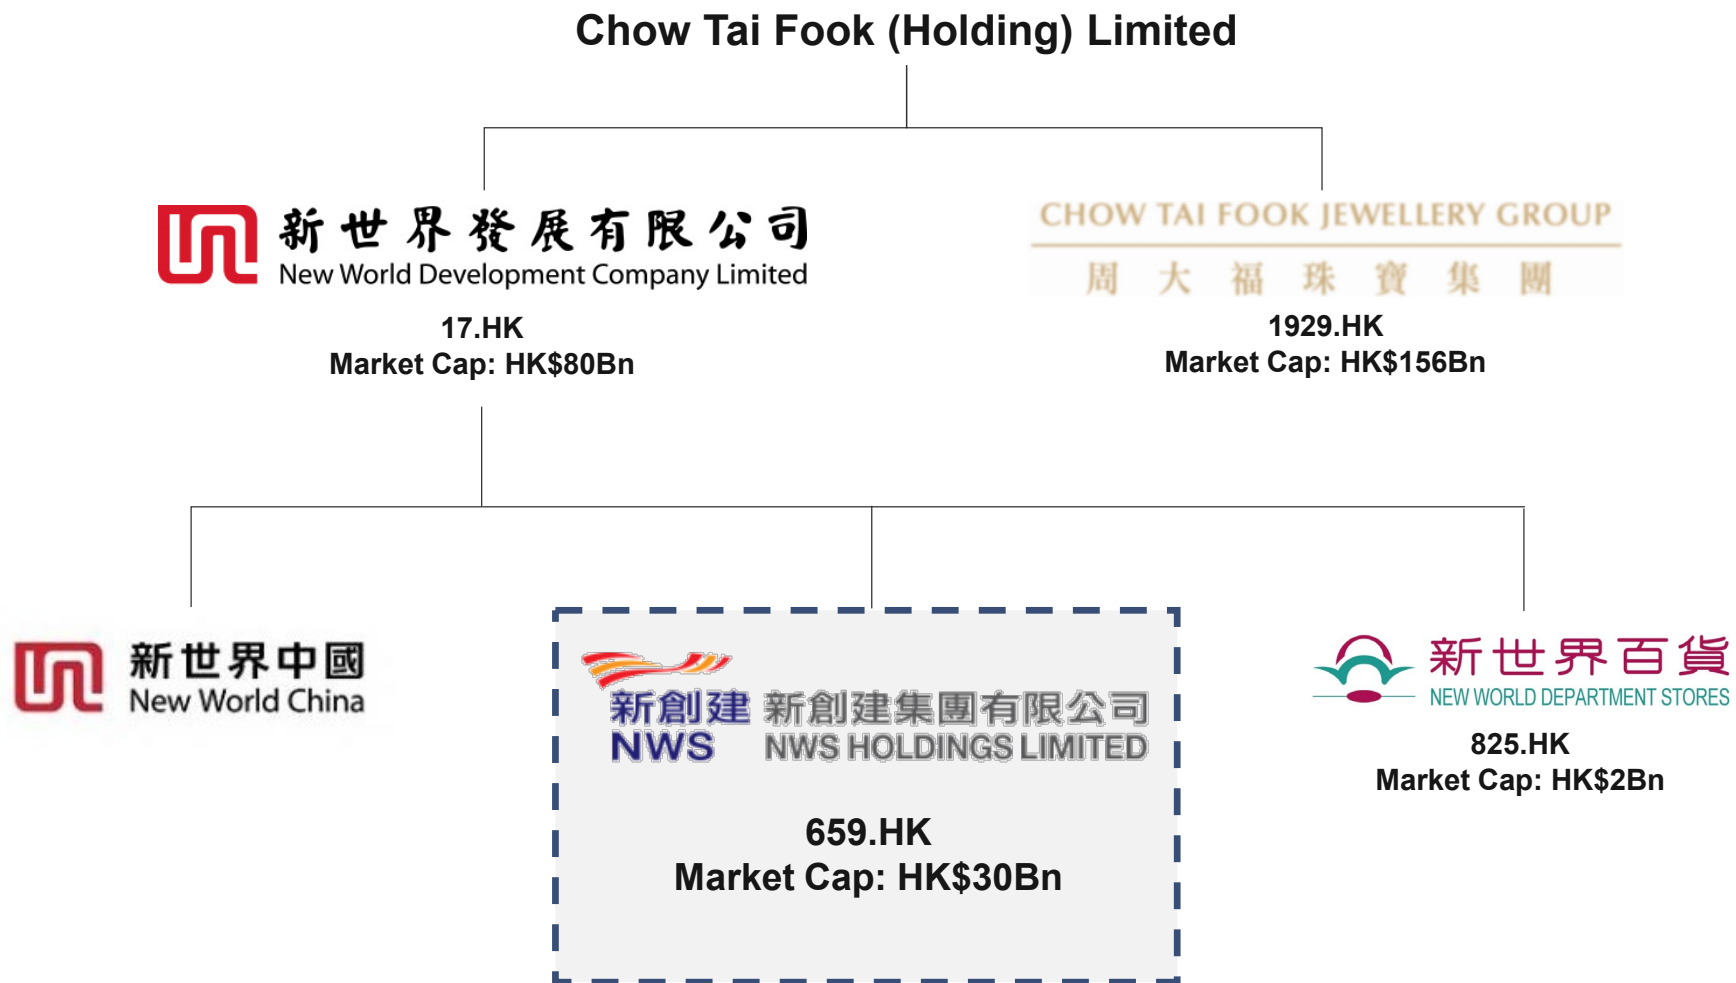 Chow Tai Fook (Holding) Limited
新世界發展有限公司
New World Development Company Limited
17.HK
Market Cap: HK$80Bn
CHOW TAI FOOK JEWELLERY GROUP
周大福珠寶集團
1929.HK
Market Cap: HK$156Bn
新世界中國
New World China
新創建
NWS
新創建集團有限公司
NWS HOLDINGS LIMITED
659.HK
Market Cap: HK$30Bn
新世界百貨
NEW WORLD DEPARTMENT STORES
825.HK
Market Cap: HK$2Bn